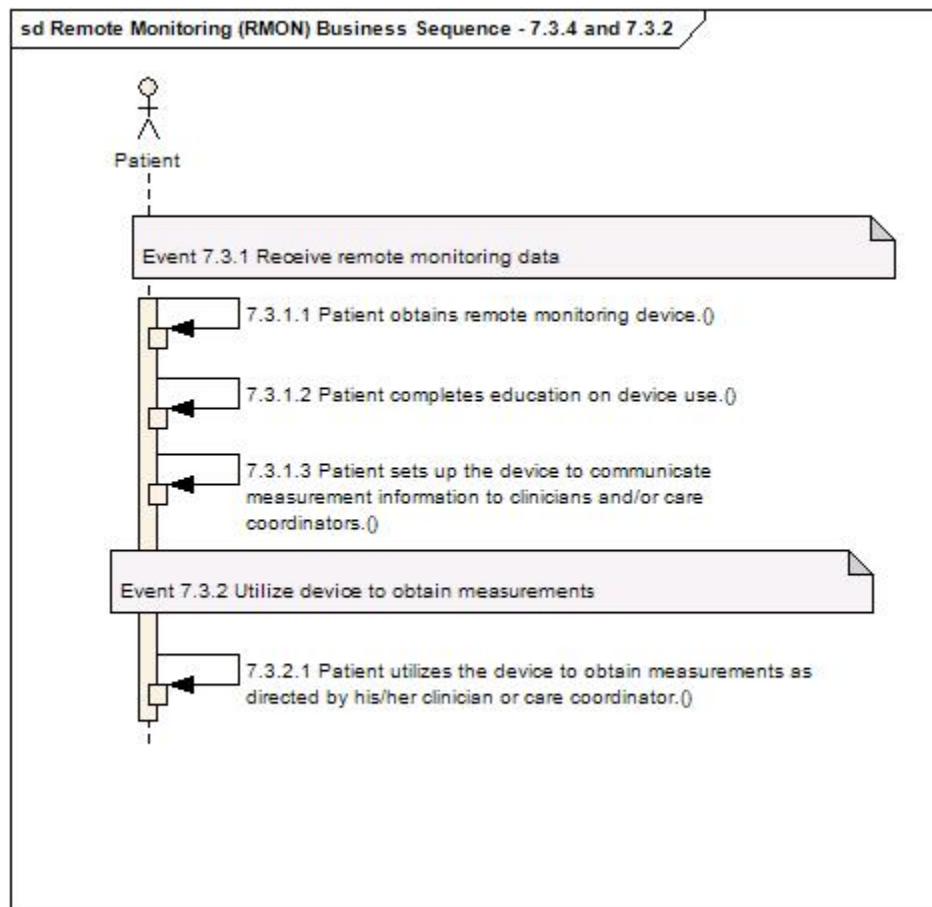 sd Remote Monitoring (RMON) Business Sequence - 7.3.4 and 7.3.2
Patient
Event 7.3.1 Receive remote monitoring data
7.3.1.1 Patient obtains remote monitoring device.()
7.3.1.2 Patient completes education on device use.()
7.3.1.3 Patient sets up the device to communicate
measurement information to clinicians and/or care
coordinators.()
Event 7.3.2 Utilize device to obtain measurements
7.3.2.1 Patient utilizes the device to obtain measurements as
directed by his/her clinician or care coordinator.()